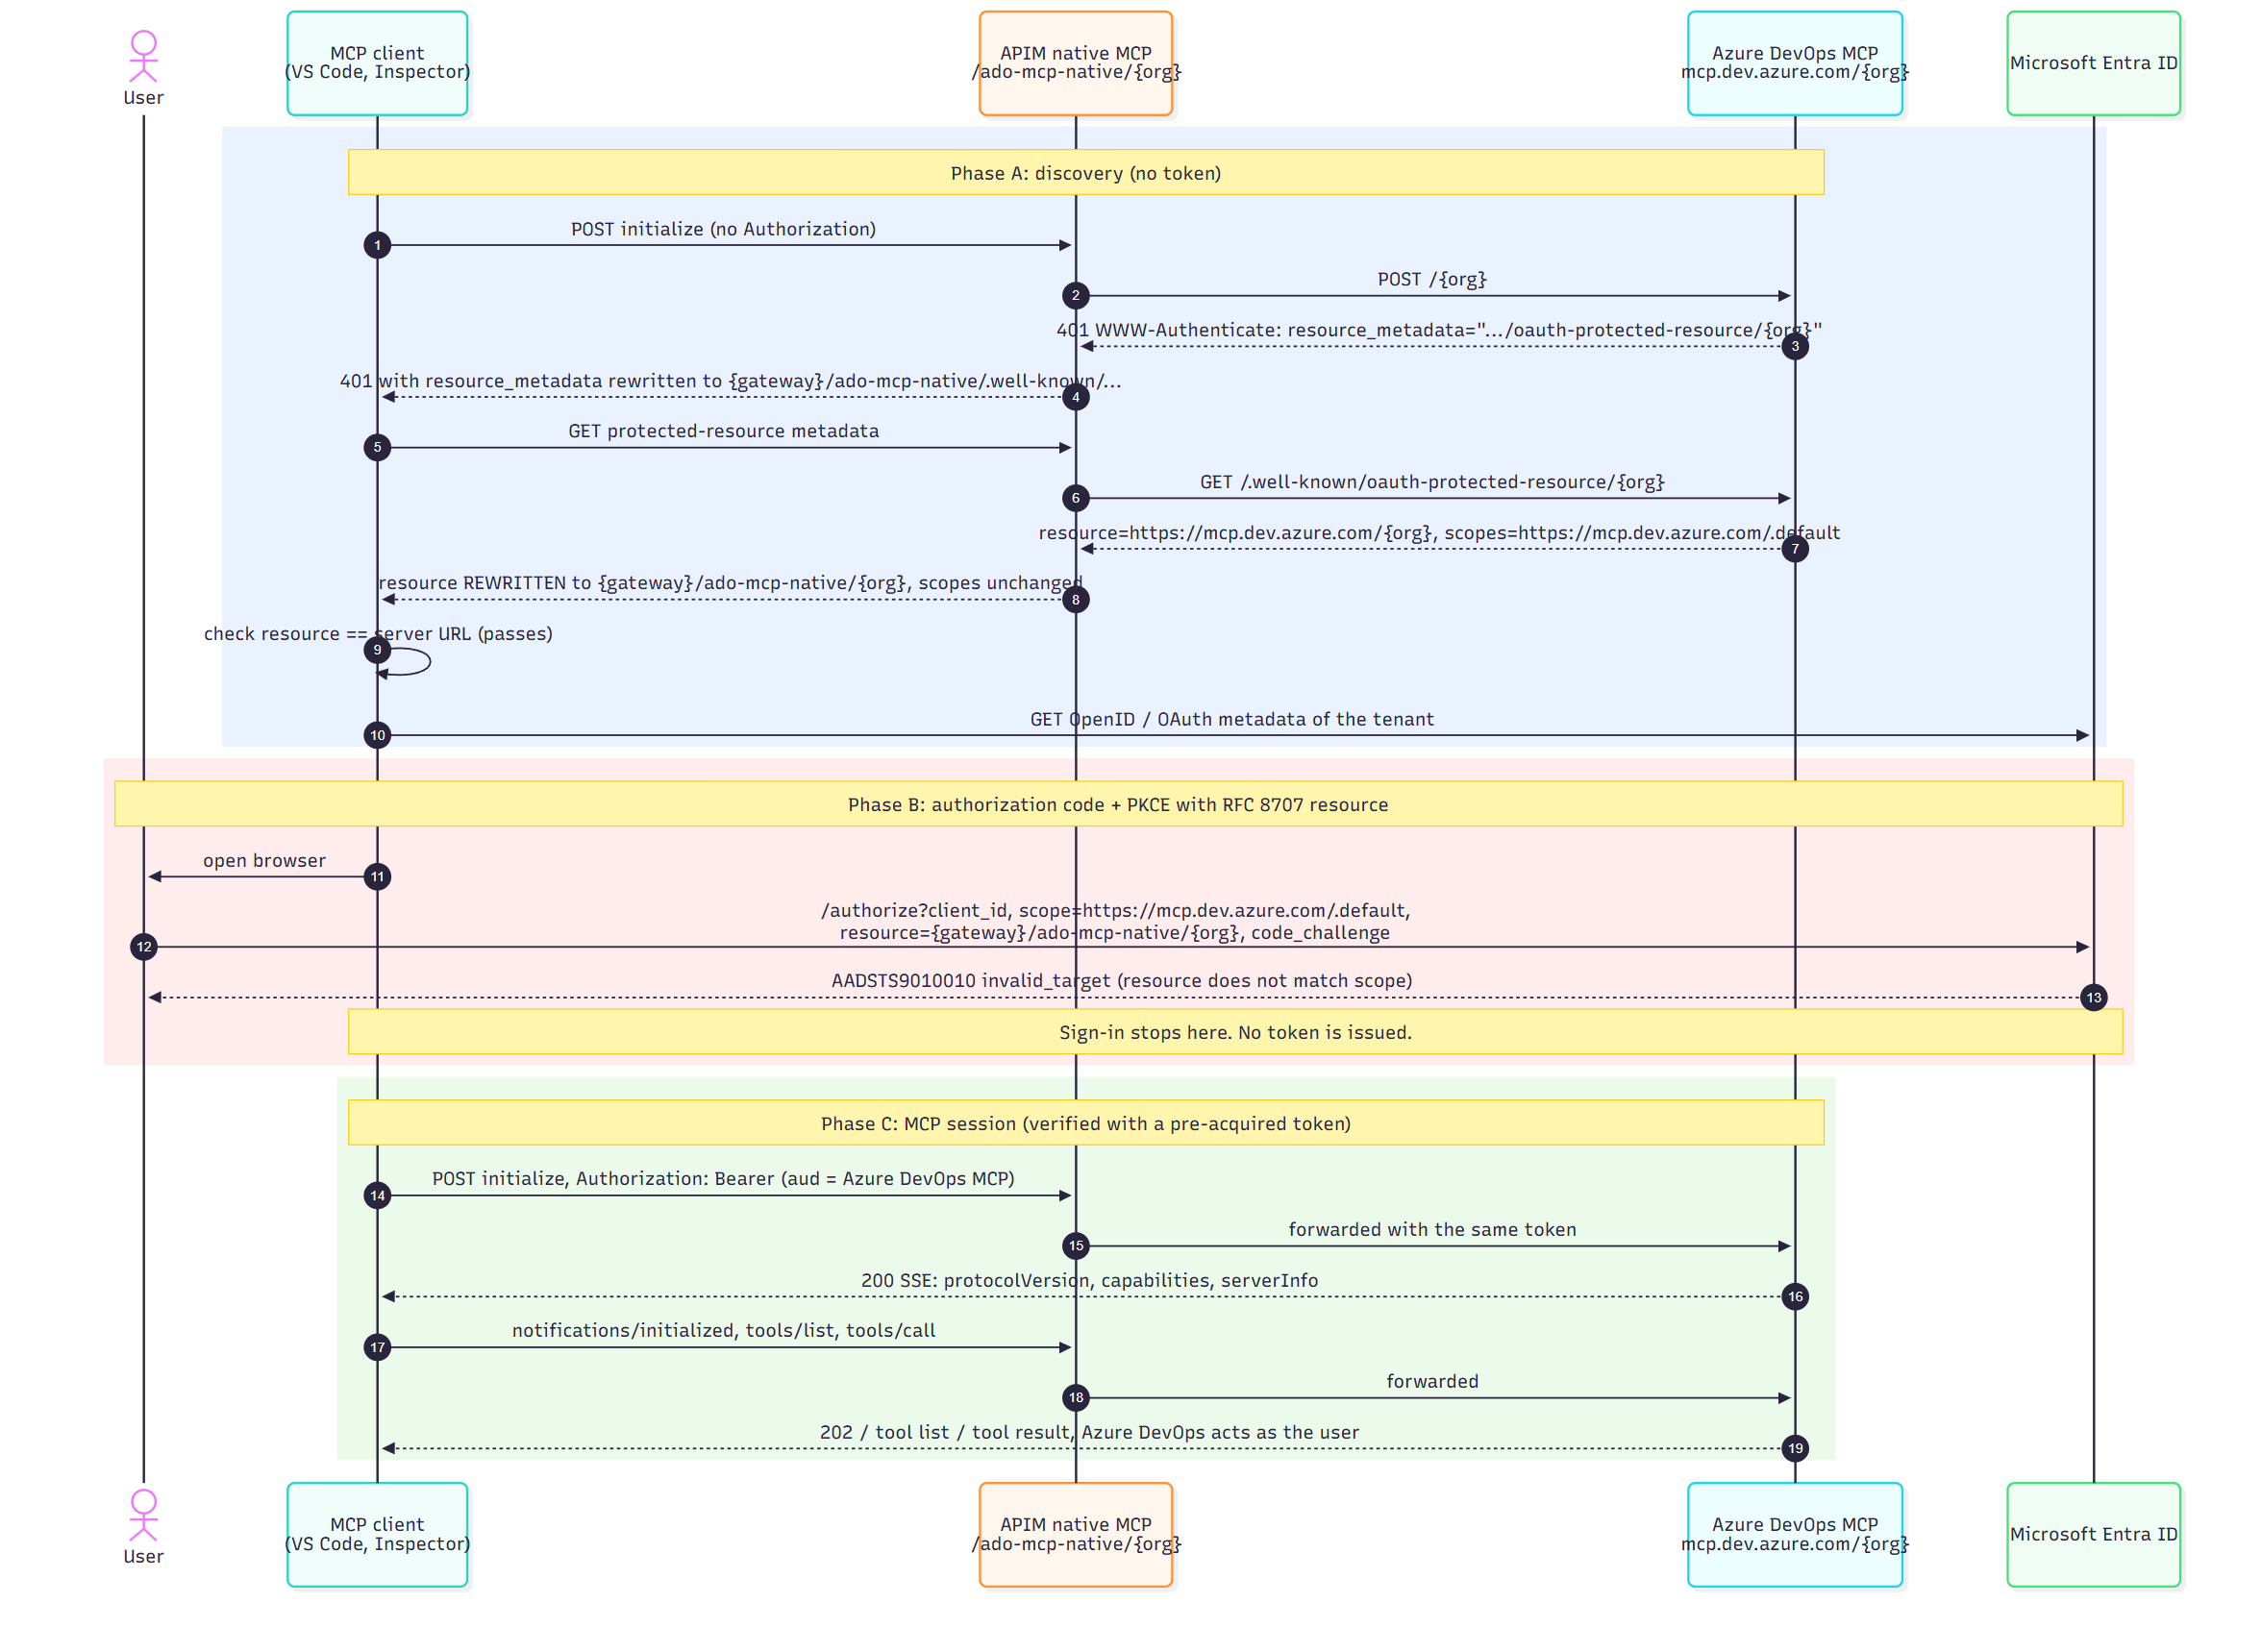 User
MCP client
(VS Code, Inspector)
APIM native MCP
/ado-mcp-native/{org}
Azure DevOps MCP
mcp.dev.azure.com/{org}
Microsoft Entra ID
Phase A: discovery (no token)
1
POST initialize (no Authorization)
2
POST /{org}
401 WWW-Authenticate: resource_metadata=".../oauth-protected-resource/{org}"
3
401 with resource_metadata rewritten to {gateway}/ado-mcp-native/.well-known/...
4
GET protected-resource metadata
5
GET /.well-known/oauth-protected-resource/{org}
6
resource=https://mcp.dev.azure.com/{org}, scopes=https://mcp.dev.azure.com/.default
7
resource REWRITTEN to {gateway}/ado-mcp-native/{org}, scopes unchanged
8
check resource == server URL (passes)
9
GET OpenID / OAuth metadata of the tenant
10
Phase B: authorization code + PKCE with RFC 8707 resource
open browser
11
/authorize?client_id, scope=https://mcp.dev.azure.com/.default,
resource={gateway}/ado-mcp-native/{org}, code_challenge
12
AADSTS9010010 invalid_target (resource does not match scope)
13
Sign-in stops here. No token is issued.
Phase C: MCP session (verified with a pre-acquired token)
POST initialize, Authorization: Bearer (aud = Azure DevOps MCP)
14
forwarded with the same token
15
200 SSE: protocolVersion, capabilities, serverInfo
16
notifications/initialized, tools/list, tools/call
17
forwarded
18
202 / tool list / tool result, Azure DevOps acts as the user
19
User
MCP client
(VS Code, Inspector)
APIM native MCP
/ado-mcp-native/{org}
Azure DevOps MCP
mcp.dev.azure.com/{org}
Microsoft Entra ID